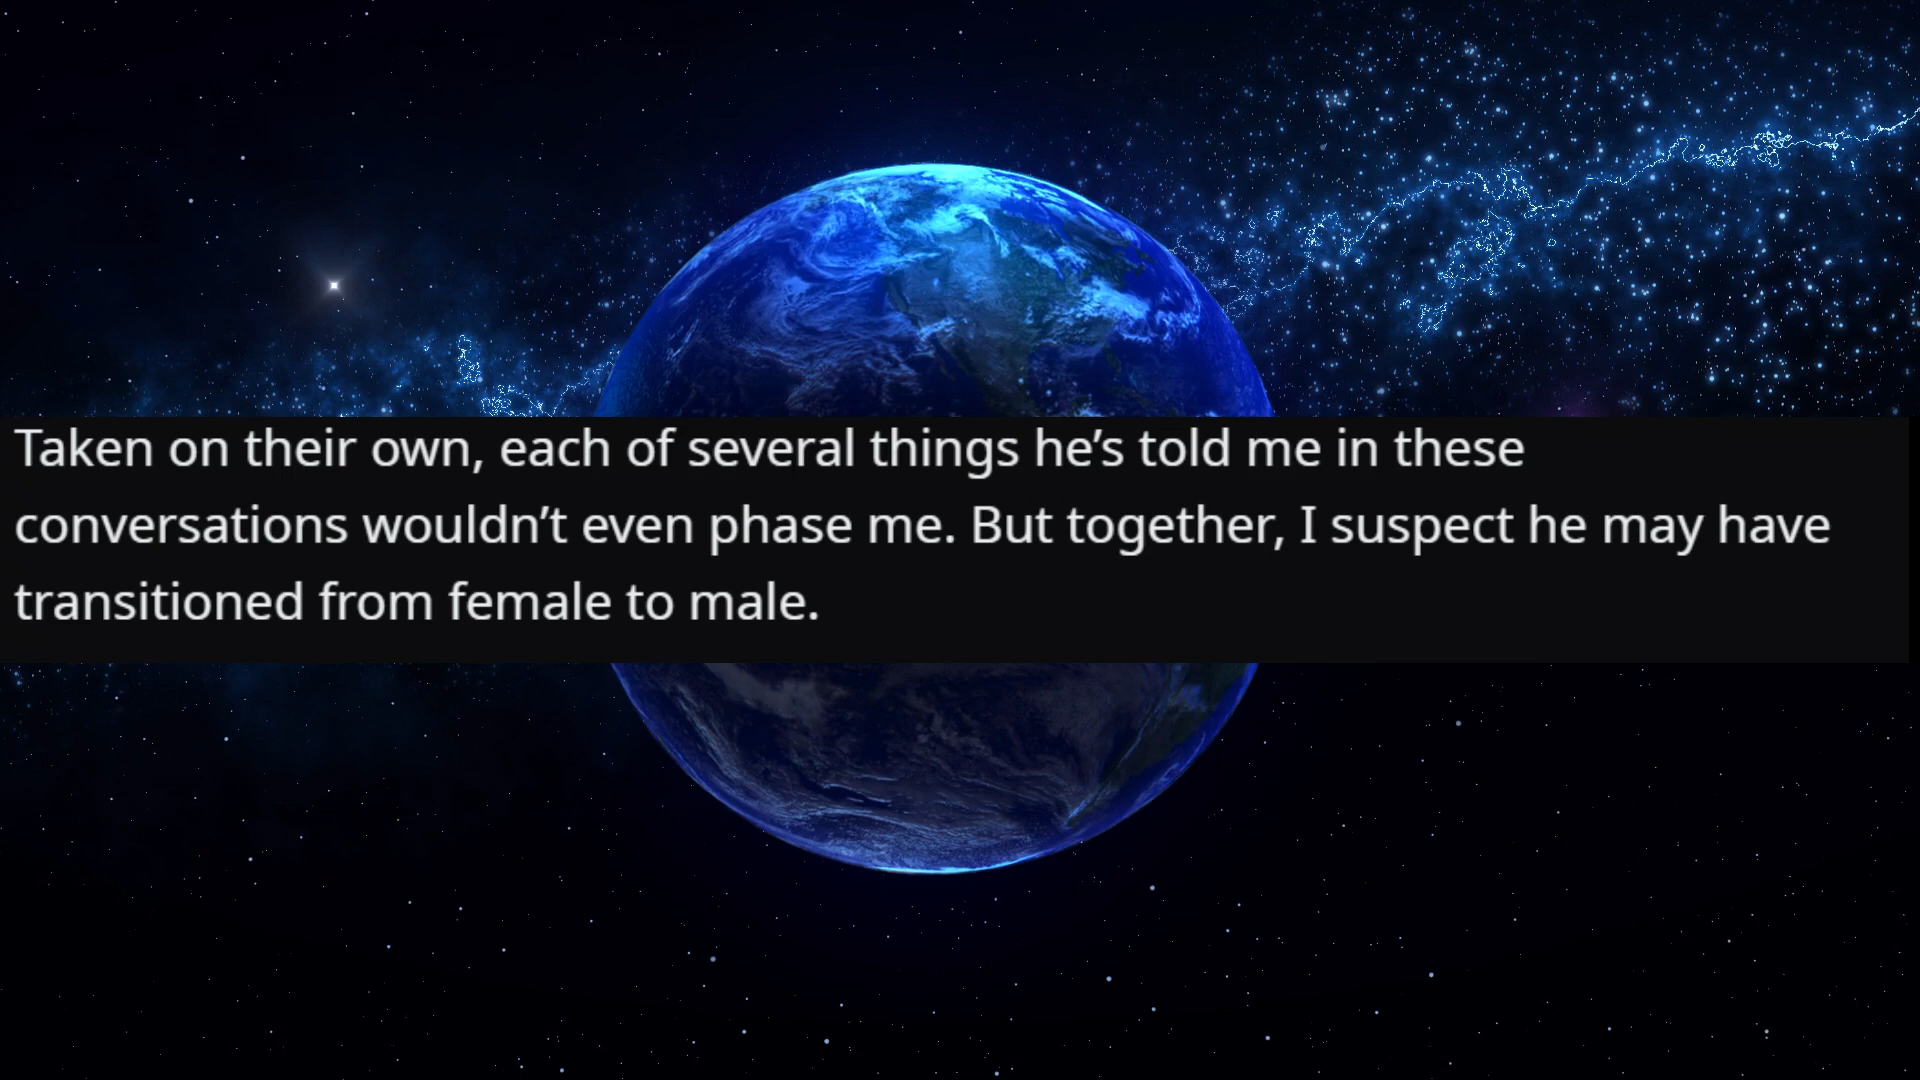 Taken on their own, each of several things he’s told me in these
conversations wouldn’t even phase me. But together, I suspect he may have
transitioned from female to male.